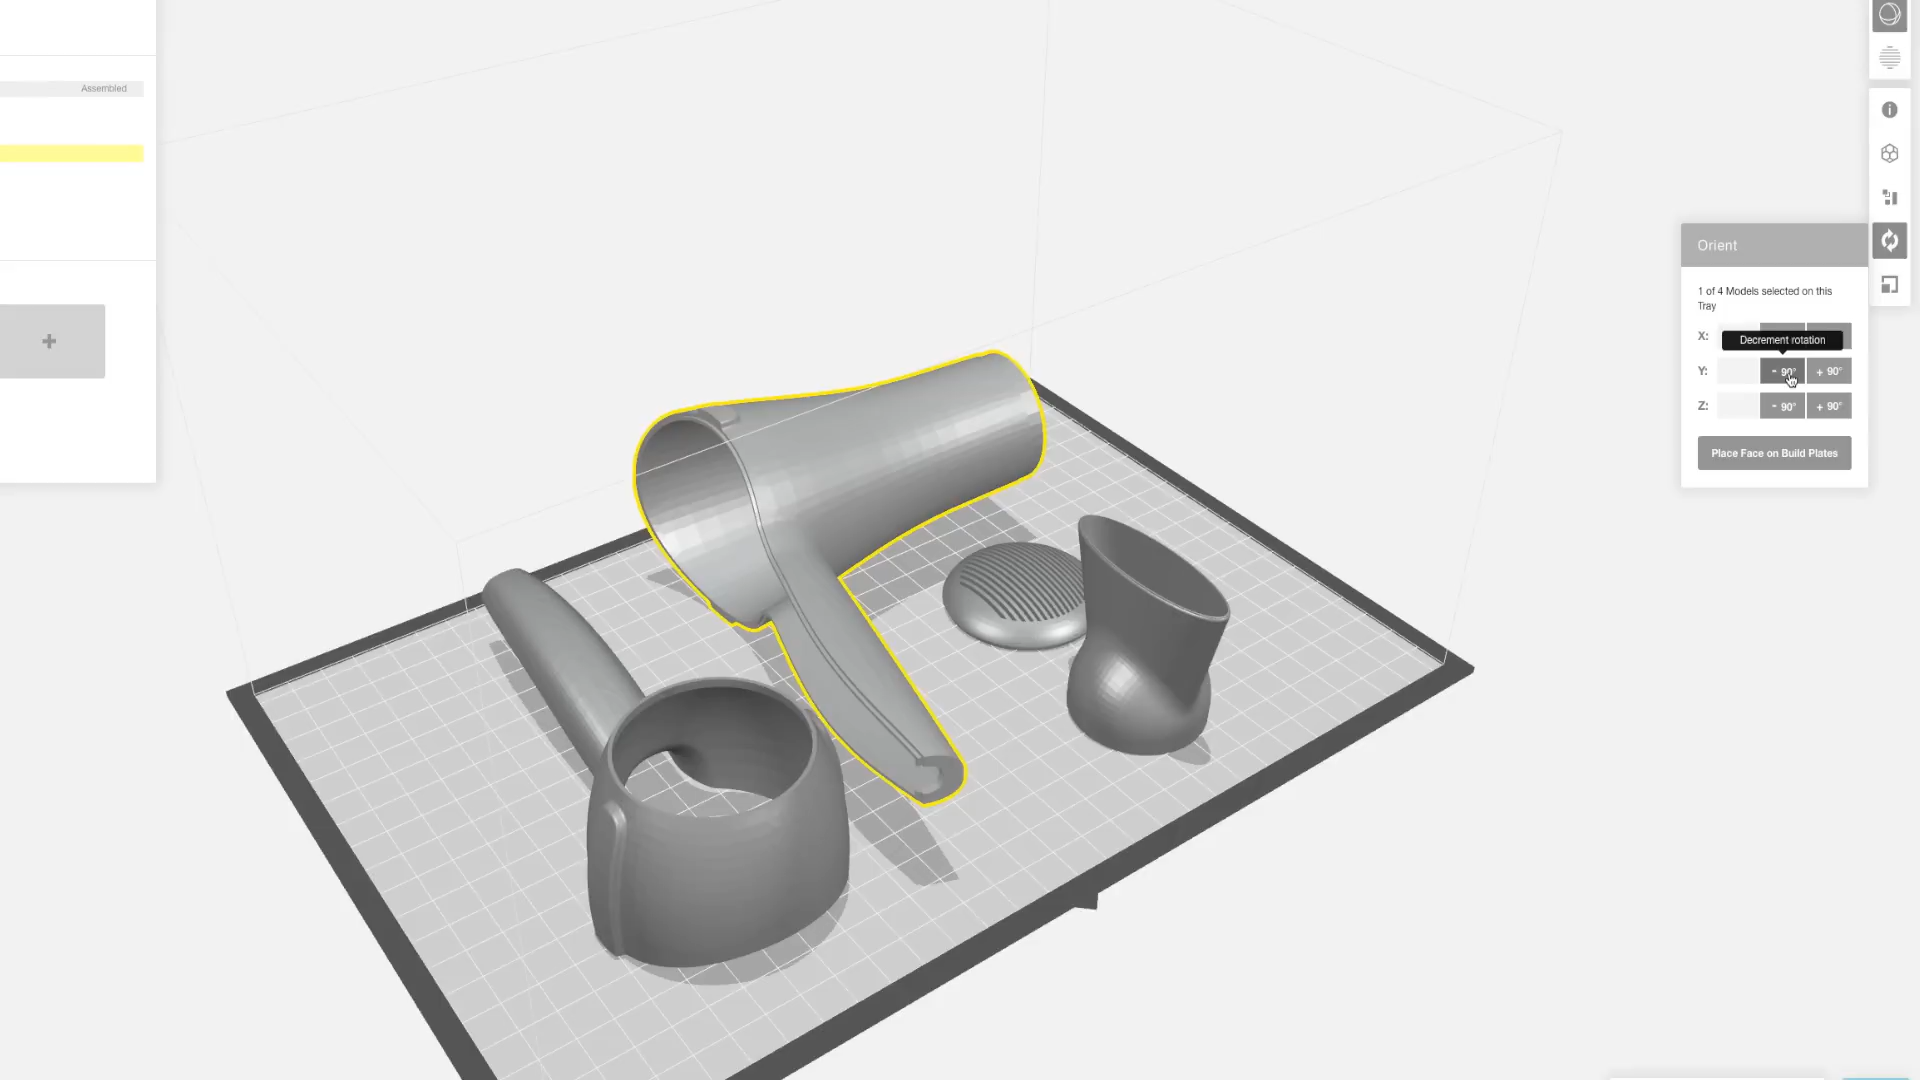 Assembled
Orient
1 of 4 Models selected on this
Tray
X:
Decrement rotation
Y: - 90° + 90°
Z: - 90° + 90°
Place Face on Build Plates